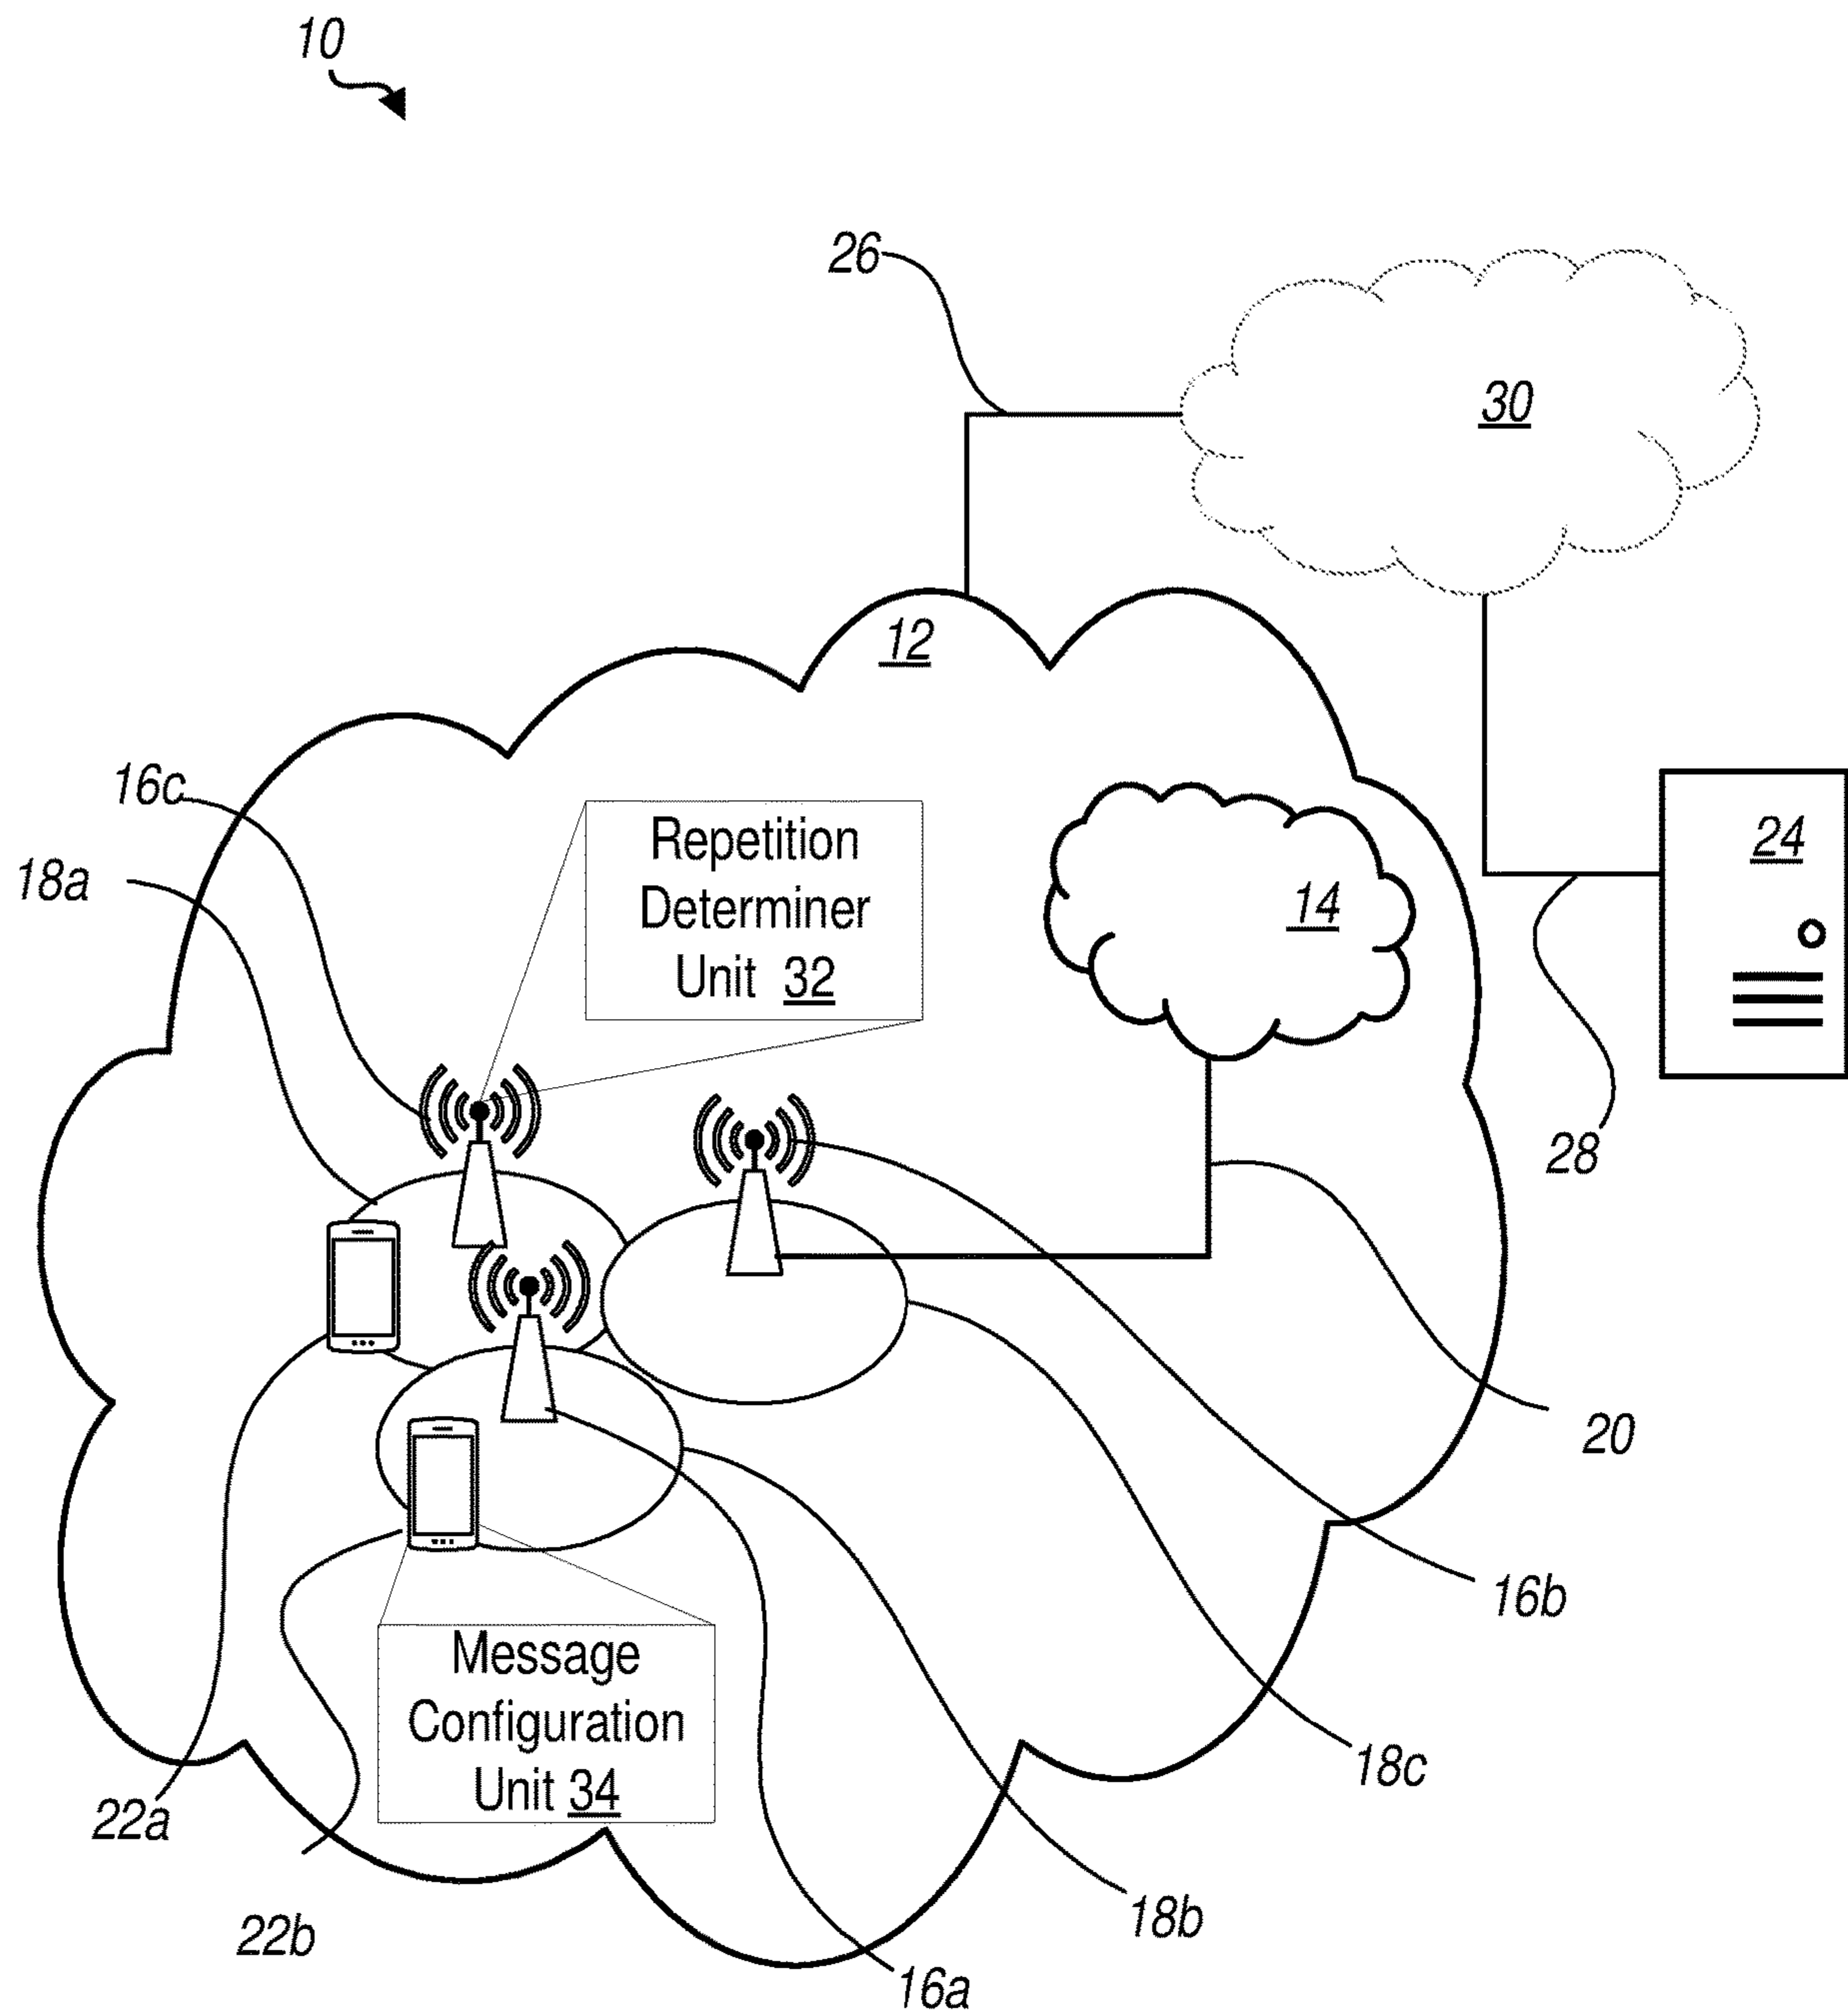 10
26
30
12
16c
18a
Repetition
Determiner
Unit 32
14
24
28
20
16b
Message
Configuration
Unit 34
18c
22a
18b
22b
16a